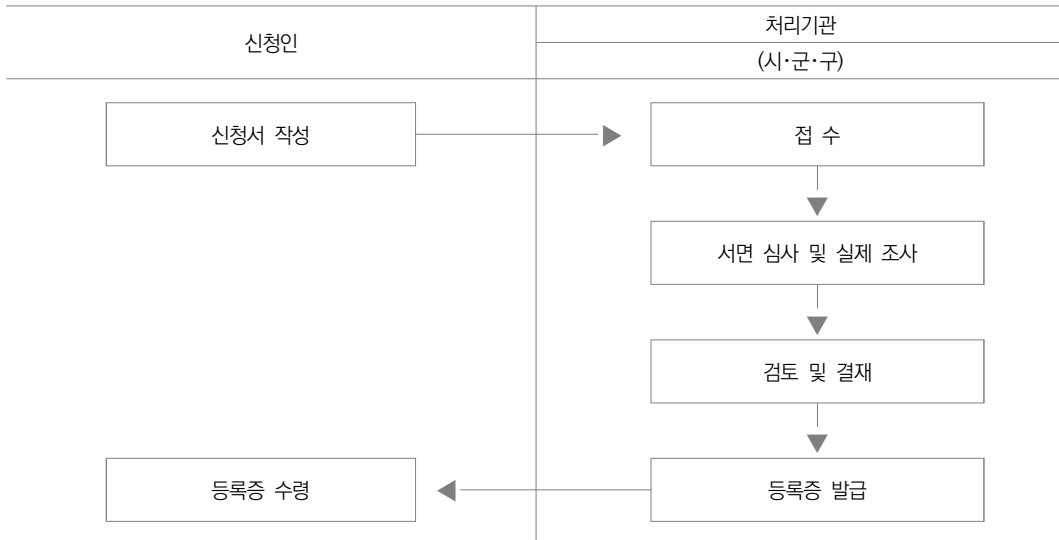 신청인
처리기관
(시·군·구)
신청서 작성
접 수
서면 심사 및 실제 조사
검토 및 결재
등록증 수령
등록증 발급